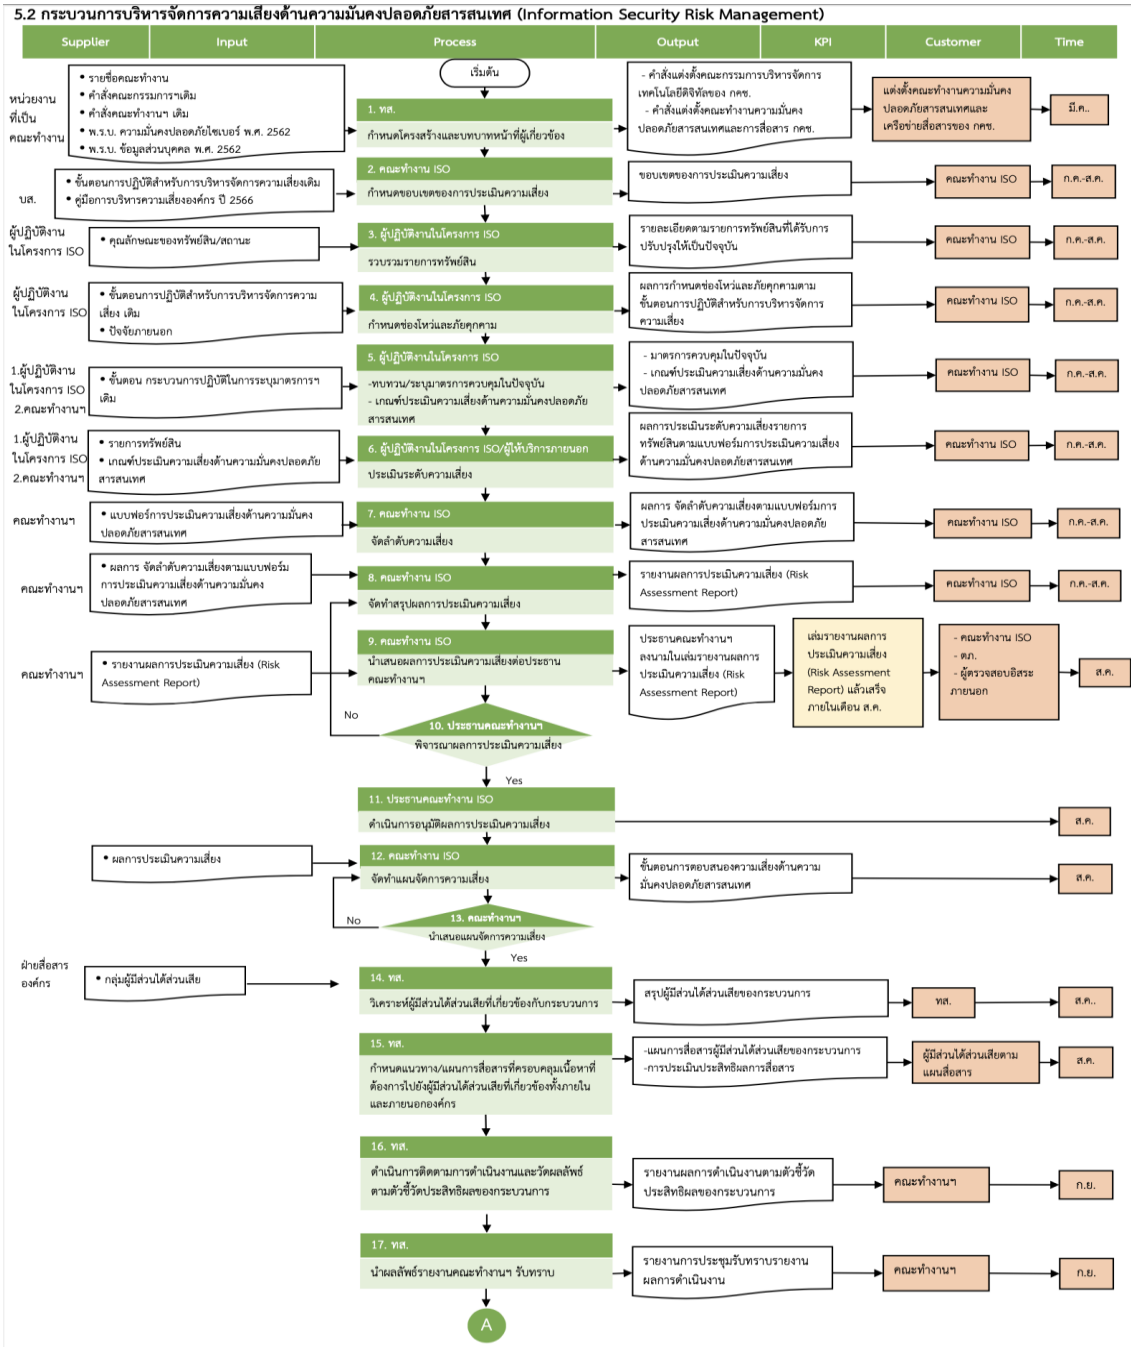 5.2 กระบวนการบริหารจัดการความเสี่ยงด้านความมั่นคงปลอดภัยสารสนเทศ (Information Security Risk Management)
Supplier
Input
Process
Output
KPI
Customer
Time
เริ่มต้น
หน่วยงาน
ที่เป็น
คณะทำงาน
• รายชื่อคณะทำงาน
• คำสั่งคณะกรรมการฯเดิม
• คำสั่งคณะทำงานฯ เดิม
• พ.ร.บ. ความมั่นคงปลอดภัยไซเบอร์ พ.ศ. 2562
• พ.ร.บ. ข้อมูลส่วนบุคคล พ.ศ. 2562
1. ทส.
กำหนดโครงสร้างและบทบาทหน้าที่ผู้เกี่ยวข้อง
- คำสั่งแต่งตั้งคณะกรรมการบริหารจัดการ
เทคโนโลยีดิจิทัลของ กคช.
- คำสั่งแต่งตั้งคณะทำงานความมั่นคง
ปลอดภัยสารสนเทศและการสื่อสาร กคช.
แต่งตั้งคณะทำงานความมั่นคง
ปลอดภัยสารสนเทศและ
เครือข่ายสื่อสารของ กคช.
มี.ค..
บส.
• ขั้นตอนการปฏิบัติสำหรับการบริหารจัดการความเสี่ยงเดิม
• คู่มือการบริหารความเสี่ยงองค์กร ปี 2566
2. คณะทำงาน ISO
กำหนดขอบเขตของการประเมินความเสี่ยง
ขอบเขตของการประเมินความเสี่ยง
คณะทำงาน ISO
ก.ค.-ส.ค.
ผู้ปฏิบัติงาน
ในโครงการ ISO
• คุณลักษณะของทรัพย์สิน/สถานะ
3. ผู้ปฏิบัติงานในโครงการ ISO
รวบรวมรายการทรัพย์สิน
รายละเอียดตามรายการทรัพย์สินที่ได้รับการ
ปรับปรุงให้เป็นปัจจุบัน
คณะทำงาน ISO
ก.ค.-ส.ค.
ผู้ปฏิบัติงาน
ในโครงการ ISO
• ขั้นตอนการปฏิบัติสำหรับการบริหารจัดการความ
เสี่ยง เดิม
• ปัจจัยภายนอก
4. ผู้ปฏิบัติงานในโครงการ ISO
กำหนดช่องโหว่และภัยคุกคาม
ผลการกำหนดช่องโหว่และภัยคุกคามตาม
ขั้นตอนการปฏิบัติสำหรับการบริหารจัดการ
ความเสี่ยง
คณะทำงาน ISO
ก.ค.-ส.ค.
1.ผู้ปฏิบัติงาน
ในโครงการ ISO
2.คณะทำงานฯ
• ขั้นตอน กระบวนการปฏิบัติในการระบุมาตรการฯ
เดิม
5. ผู้ปฏิบัติงานในโครงการ ISO
-ทบทวน/ระบุมาตรการควบคุมในปัจจุบัน
- เกณฑ์ประเมินความเสี่ยงด้านความมั่นคงปลอดภัย
สารสนเทศ
- มาตรการควบคุมในปัจจุบัน
- เกณฑ์ประเมินความเสี่ยงด้านความมั่นคง
ปลอดภัยสารสนเทศ
คณะทำงาน ISO
ก.ค.-ส.ค.
1.ผู้ปฏิบัติงาน
ในโครงการ ISO
2.คณะทำงานฯ
• รายการทรัพย์สิน
• เกณฑ์ประเมินความเสี่ยงด้านความมั่นคงปลอดภัย
สารสนเทศ
6. ผู้ปฏิบัติงานในโครงการ ISO/ผู้ให้บริการภายนอก
ประเมินระดับความเสี่ยง
ผลการประเมินระดับความเสี่ยงรายการ
ทรัพย์สินตามแบบฟอร์มการประเมินความเสี่ยง
ด้านความมั่นคงปลอดภัยสารสนเทศ
คณะทำงาน ISO
ก.ค.-ส.ค.
คณะทำงานฯ
• แบบฟอร์การประเมินความเสี่ยงด้านความมั่นคง
ปลอดภัยสารสนเทศ
7. คณะทำงาน ISO
จัดลำดับความเสี่ยง
ผลการ จัดลำดับความเสี่ยงตามแบบฟอร์มการ
ประเมินความเสี่ยงด้านความมั่นคงปลอดภัย
สารสนเทศ
คณะทำงาน ISO
ก.ค.-ส.ค.
คณะทำงานฯ
• ผลการ จัดลำดับความเสี่ยงตามแบบฟอร์ม
การประเมินความเสี่ยงด้านความมั่นคง
ปลอดภัยสารสนเทศ
8. คณะทำงาน ISO
จัดทำสรุปผลการประเมินความเสี่ยง
รายงานผลการประเมินความเสี่ยง (Risk
Assessment Report)
คณะทำงาน ISO
ก.ค.-ส.ค.
คณะทำงานฯ
• รายงานผลการประเมินความเสี่ยง (Risk
Assessment Report)
9. คณะทำงาน ISO
นำเสนอผลการประเมินความเสี่ยงต่อประธาน
คณะทำงานฯ
ประธานคณะทำงานฯ
ลงนามในเล่มรายงานผลการ
ประเมินความเสี่ยง (Risk
Assessment Report)
เล่มรายงานผลการ
ประเมินความเสี่ยง
(Risk Assessment
Report) แล้วเสร็จ
ภายในเดือน ส.ค.
- คณะทำงาน ISO
- ตภ.
- ผู้ตรวจสอบอิสระ
ภายนอก
ส.ค.
No
10. ประธานคณะทำงานฯ
พิจารณาผลการประเมินความเสี่ยง
Yes
11. ประธานคณะทำงาน ISO
ดำเนินการอนุมัติผลการประเมินความเสี่ยง
ส.ค.
• ผลการประเมินความเสี่ยง
12. คณะทำงาน ISO
จัดทำแผนจัดการความเสี่ยง
ขั้นตอนการตอบสนองความเสี่ยงด้านความ
มั่นคงปลอดภัยสารสนเทศ
ส.ค.
No
13. คณะทำงานฯ
นำเสนอแผนจัดการความเสี่ยง
Yes
ฝ่ายสื่อสาร
องค์กร
• กลุ่มผู้มีส่วนได้ส่วนเสีย
14. ทส.
วิเคราะห์ผู้มีส่วนได้ส่วนเสียที่เกี่ยวข้องกับกระบวนการ
สรุปผู้มีส่วนได้ส่วนเสียของกระบวนการ
ทส.
ส.ค..
15. ทส.
กำหนดแนวทาง/แผนการสื่อสารที่ครอบคลุมเนื้อหาที่
ต้องการไปยังผู้มีส่วนได้ส่วนเสียที่เกี่ยวข้องทั้งภายใน
และภายนอกองค์กร
-แผนการสื่อสารผู้มีส่วนได้ส่วนเสียของกระบวนการ
-การประเมินประสิทธิผลการสื่อสาร
ผู้มีส่วนได้ส่วนเสียตาม
แผนสื่อสาร
ส.ค.
16. ทส.
ดำเนินการติดตามการดำเนินงานและวัดผลลัพธ์
ตามตัวชี้วัดประสิทธิผลของกระบวนการ
รายงานผลการดำเนินงานตามตัวชี้วัด
ประสิทธิผลของกระบวนการ
คณะทำงานฯ
ก.ย.
17. ทส.
นำผลลัพธ์รายงานคณะทำงานฯ รับทราบ
รายงานการประชุมรับทราบรายงาน
ผลการดำเนินงาน
คณะทำงานฯ
ก.ย.
A